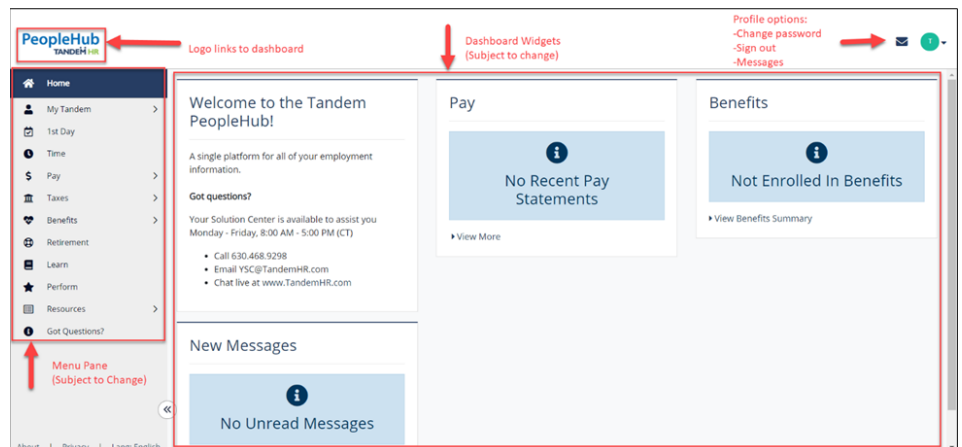 PeopleHub
TANDEM HR
Logo links to dashboard
Dashboard Widgets
(Subject to change)
Profile options:
-Change password
-Sign out
-Messages
T
Home
My Tandem
1st Day
Time
Pay
Taxes
Benefits
Retirement
Learn
Perform
Resources
Got Questions?
Menu Pane
(Subject to Change)
About | Privacy | Lang: English
Welcome to the Tandem
PeopleHub!
A single platform for all of your employment
information.
Got questions?
Your Solution Center is available to assist you
Monday - Friday, 8:00 AM - 5:00 PM (CT)
• Call 630.468.9298
• Email YSC@TandemHR.com
• Chat live at www.TandemHR.com
Pay
No Recent Pay
Statements
View More
Benefits
Not Enrolled In Benefits
View Benefits Summary
New Messages
No Unread Messages